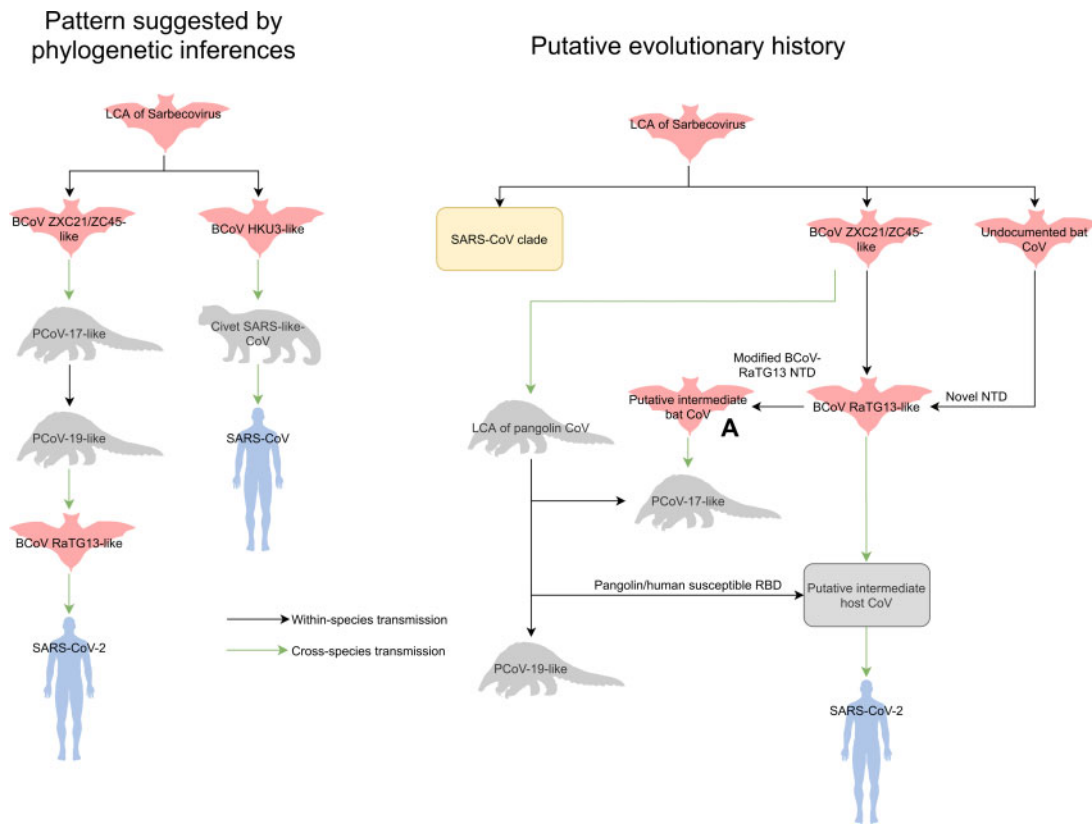 Pattern suggested by
phylogenetic inferences
LCA of Sarbecovirus
BCoV ZXC21/ZC45-
like
BCoV HKU3-like
PCoV-17-like
Civet SARS-like-
CoV
PCoV-19-like
SARS-CoV
BCoV RaTG13-like
SARS-CoV-2
Within-species transmission
Cross-species transmission
Putative evolutionary history
LCA of Sarbecovirus
SARS-CoV clade
BCoV ZXC21/ZC45-
like
Undocumented bat
CoV
Modified BCoV-
RaTG13 NTD
Novel NTD
LCA of pangolin CoV
Putative intermediate
bat CoV
A
BCoV RaTG13-like
PCoV-17-like
Pangolin/human susceptible RBD
Putative intermediate
host CoV
PCoV-19-like
SARS-CoV-2